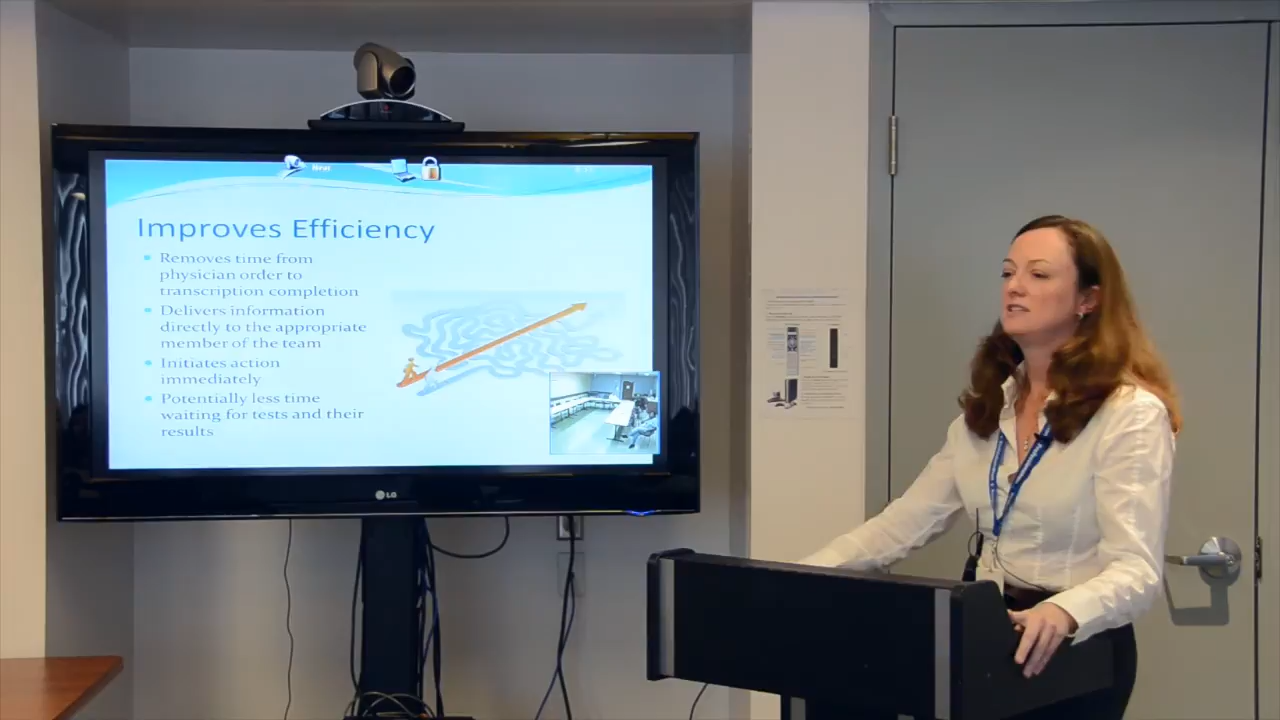 Next
Improves Efficiency
Removes time from
physician order to
transcription completion
Delivers information
directly to the appropriate
member of the team
Initiates action
immediately
Potentially less time
waiting for tests and their
results
LG